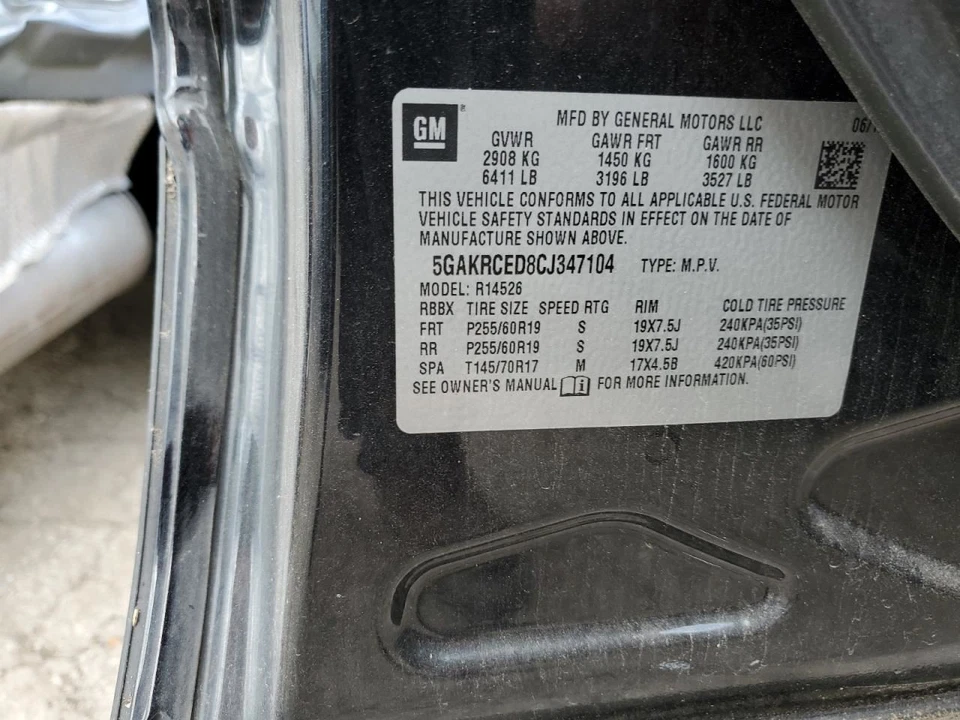 GM ®
MFD BY GENERAL MOTORS LLC
GVWR GAWR FRT GAWR RR
2908 KG 1450 KG 1600 KG
6411 LB 3196 LB 3527 LB
THIS VEHICLE CONFORMS TO ALL APPLICABLE U.S. FEDERAL MOTOR
VEHICLE SAFETY STANDARDS IN EFFECT ON THE DATE OF
MANUFACTURE SHOWN ABOVE.
5GAKRCED8CJ347104 TYPE: M.P.V.
MODEL: R14526
RBBX TIRE SIZE SPEED RTG RIM COLD TIRE PRESSURE
FRT P255/60R19 S 19X7.5J 240KPA(35PSI)
RR P255/60R19 S 19X7.5J 240KPA(35PSI)
SPA T145/70R17 M 17X4.5B 420KPA(60PSI)
SEE OWNER'S MANUAL FOR MORE INFORMATION.